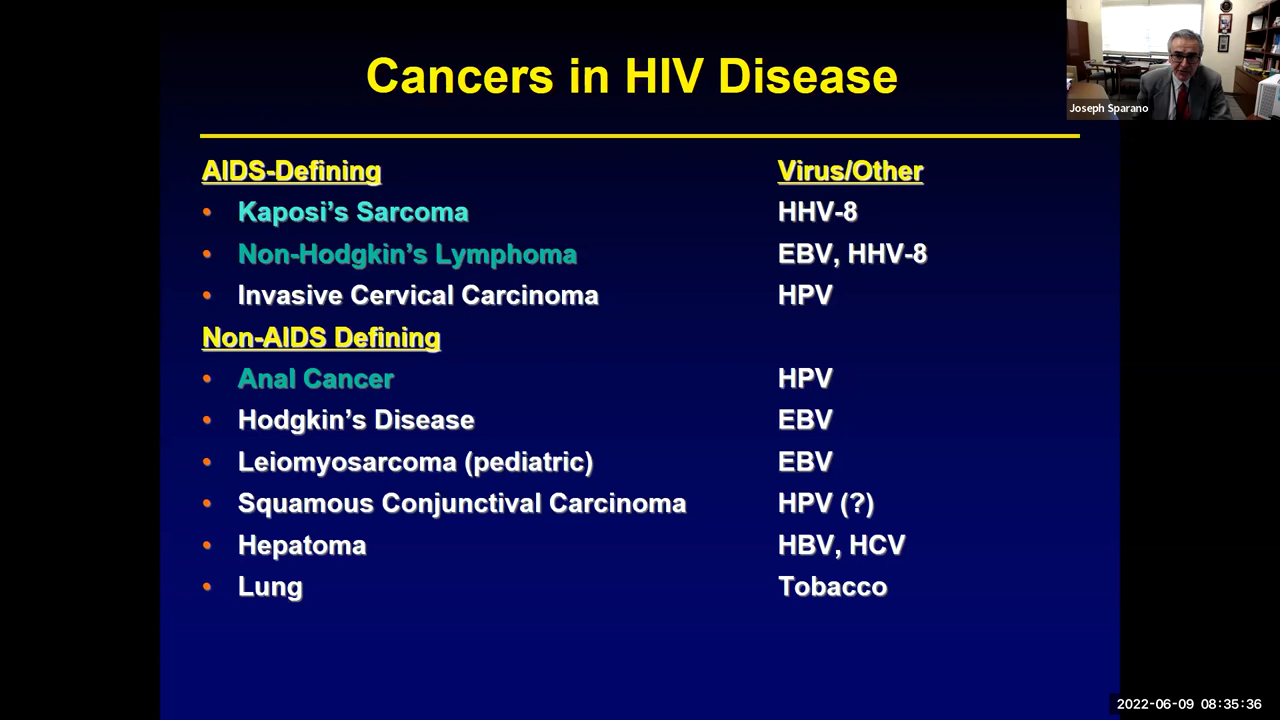 Cancers in HIV Disease
Joseph Sparano
AIDS-Defining Virus/Other
• Kaposi’s Sarcoma HHV-8
• Non-Hodgkin’s Lymphoma EBV, HHV-8
• Invasive Cervical Carcinoma HPV
Non-AIDS Defining
• Anal Cancer HPV
• Hodgkin’s Disease EBV
• Leiomyosarcoma (pediatric) EBV
• Squamous Conjunctival Carcinoma HPV (?)
• Hepatoma HBV, HCV
• Lung Tobacco
2022-06-09 08:35:36